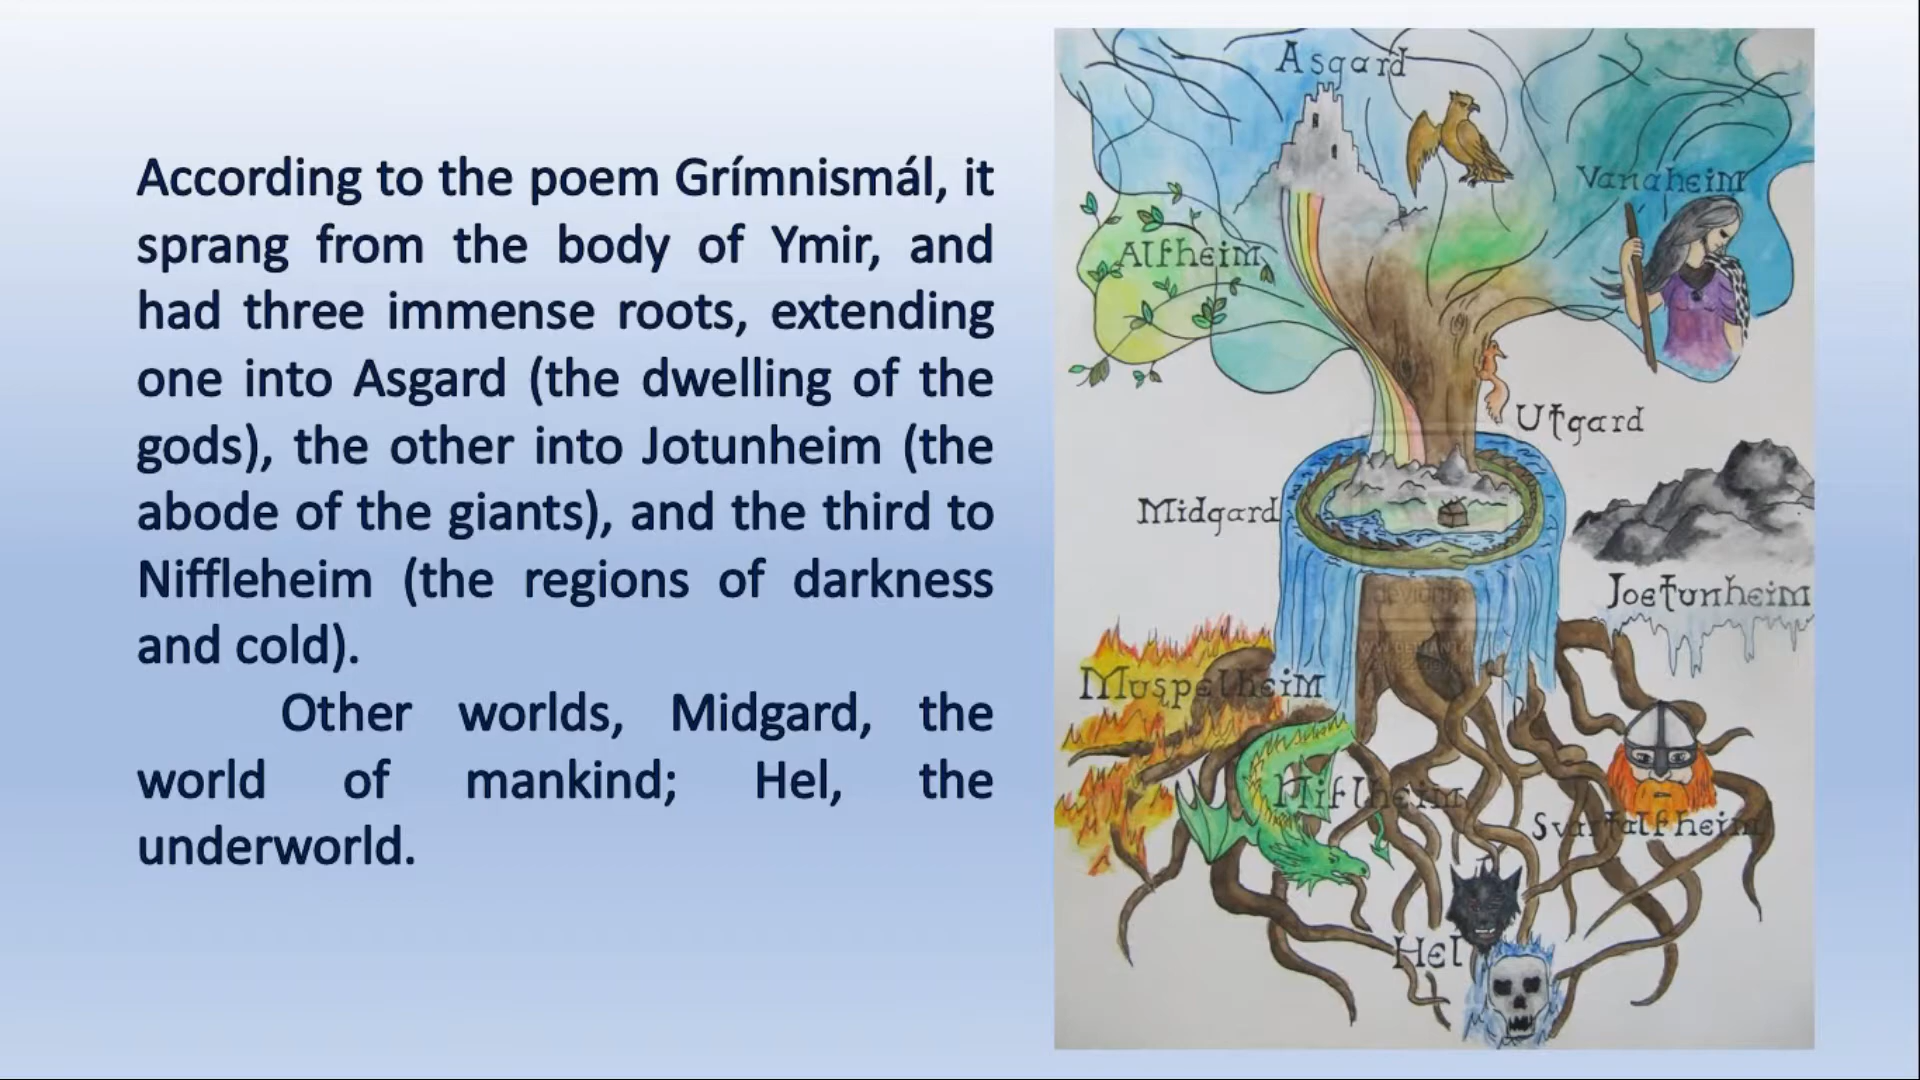 According to the poem Grímnismál, it
sprang from the body of Ymir, and
had three immense roots, extending
one into Asgard (the dwelling of the
gods), the other into Jotunheim (the
abode of the giants), and the third to
Niffleheim (the regions of darkness
and cold).
Other worlds, Midgard, the
world of mankind; Hel, the
underworld.
Asgard
Vanaheim
Alfheim
Utgard
Midgard
Joetunheim
Muspelheim
Niflheim
Svartalfheim
Hel